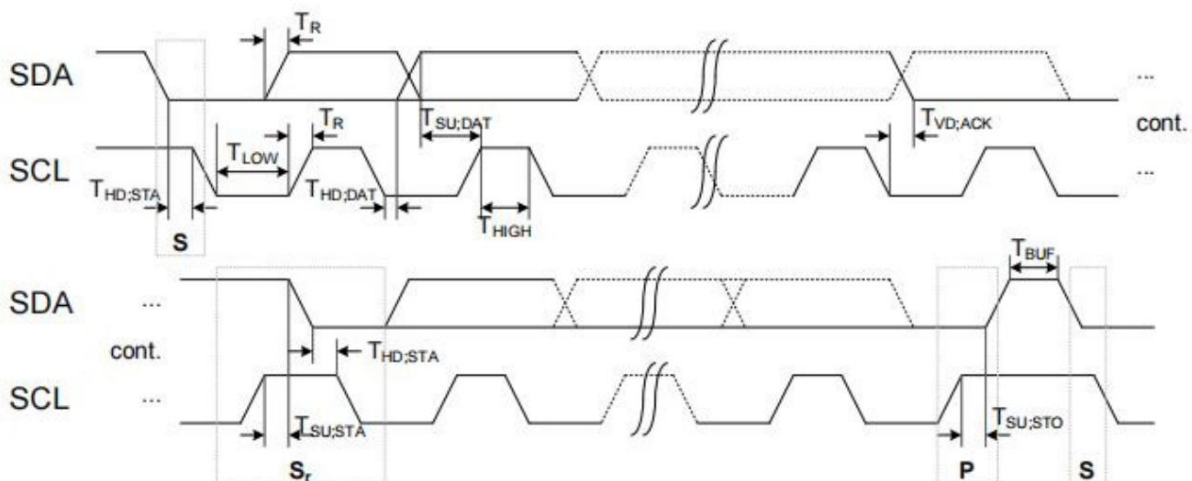 T_R
SDA ...
T_R T_SU;DAT T_VD;ACK cont.
SCL T_LOW ...
T_HD;STA T_HD;DAT
T_HIGH
S
T_BUF
SDA ...
cont. T_HD;STA
SCL ...
T_SU;STA T_SU;STO
S_r P S